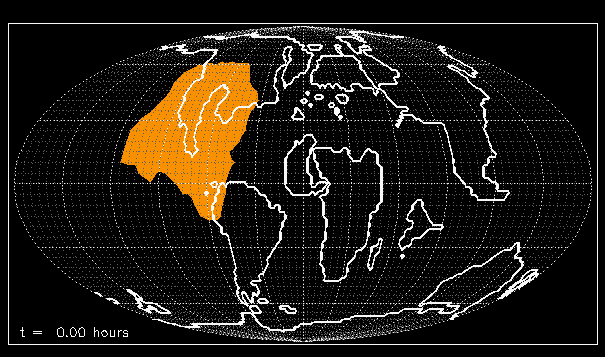 t = 0.00 hours